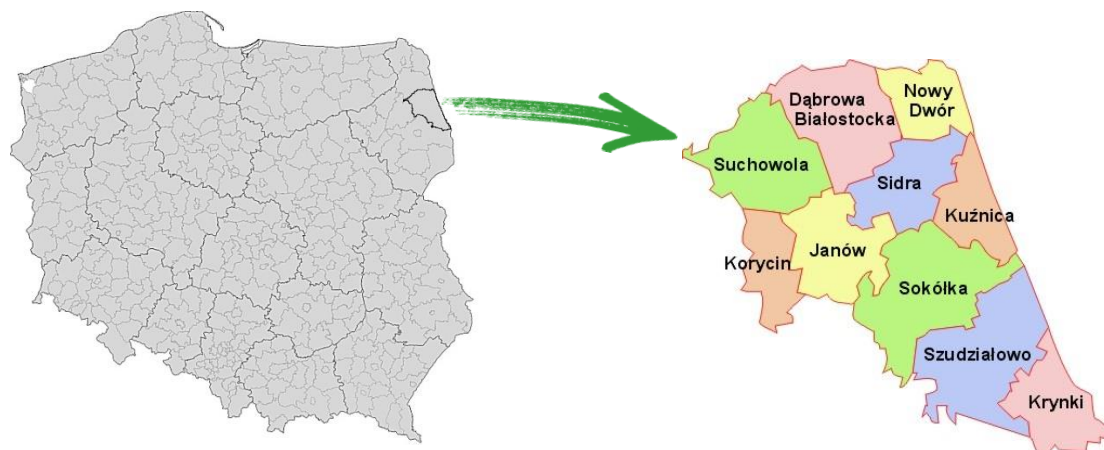 Nowy
Dwór
Dąbrowa
Białostocka
Suchowola
Sidra
Kuźnica
Janów
Korycin
Sokółka
Szudziałowo
Krynki